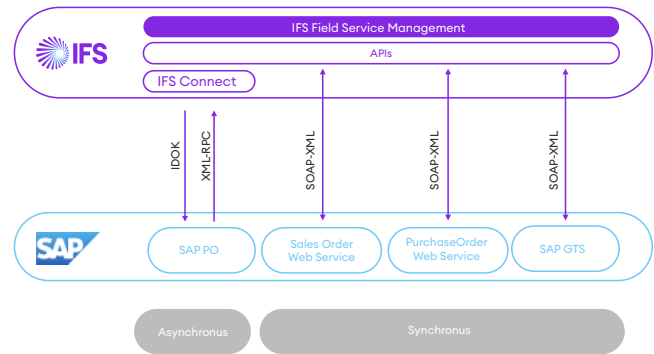 IFS Field Service Management
IFS
APIs
IFS Connect
IDOK
XML-RPC
SOAP-XML
SOAP-XML
SOAP-XML
SAP
SAP PO
Sales Order
Web Service
PurchaseOrder
Web Service
SAP GTS
Asynchronus
Synchronus